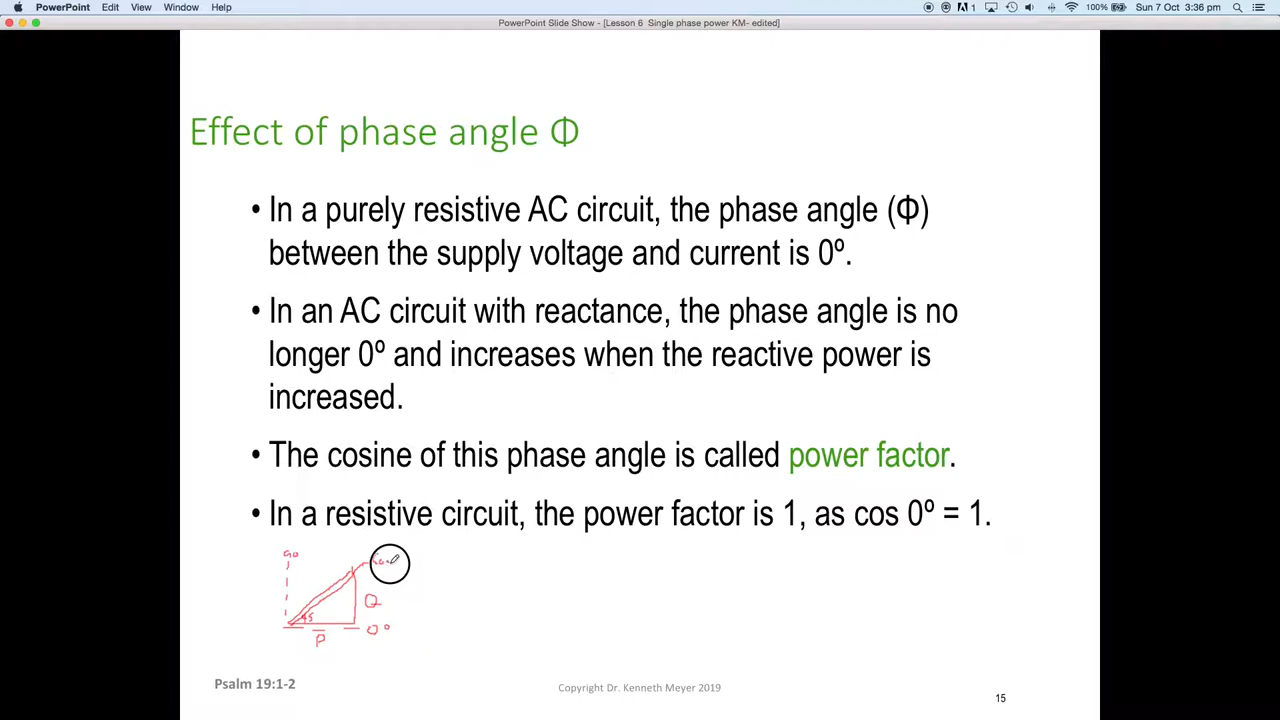 PowerPoint Edit View Window Help 1 100% Sun 7 Oct 3:36 pm
PowerPoint Slide Show - [Lesson 6 Single phase power KM- edited]
Effect of phase angle Φ
• In a purely resistive AC circuit, the phase angle (Φ)
between the supply voltage and current is 0º.
• In an AC circuit with reactance, the phase angle is no
longer 0º and increases when the reactive power is
increased.
• The cosine of this phase angle is called power factor.
• In a resistive circuit, the power factor is 1, as cos 0º = 1.
90
Q
45
0°
P
Psalm 19:1-2
Copyright Dr. Kenneth Meyer 2019
15